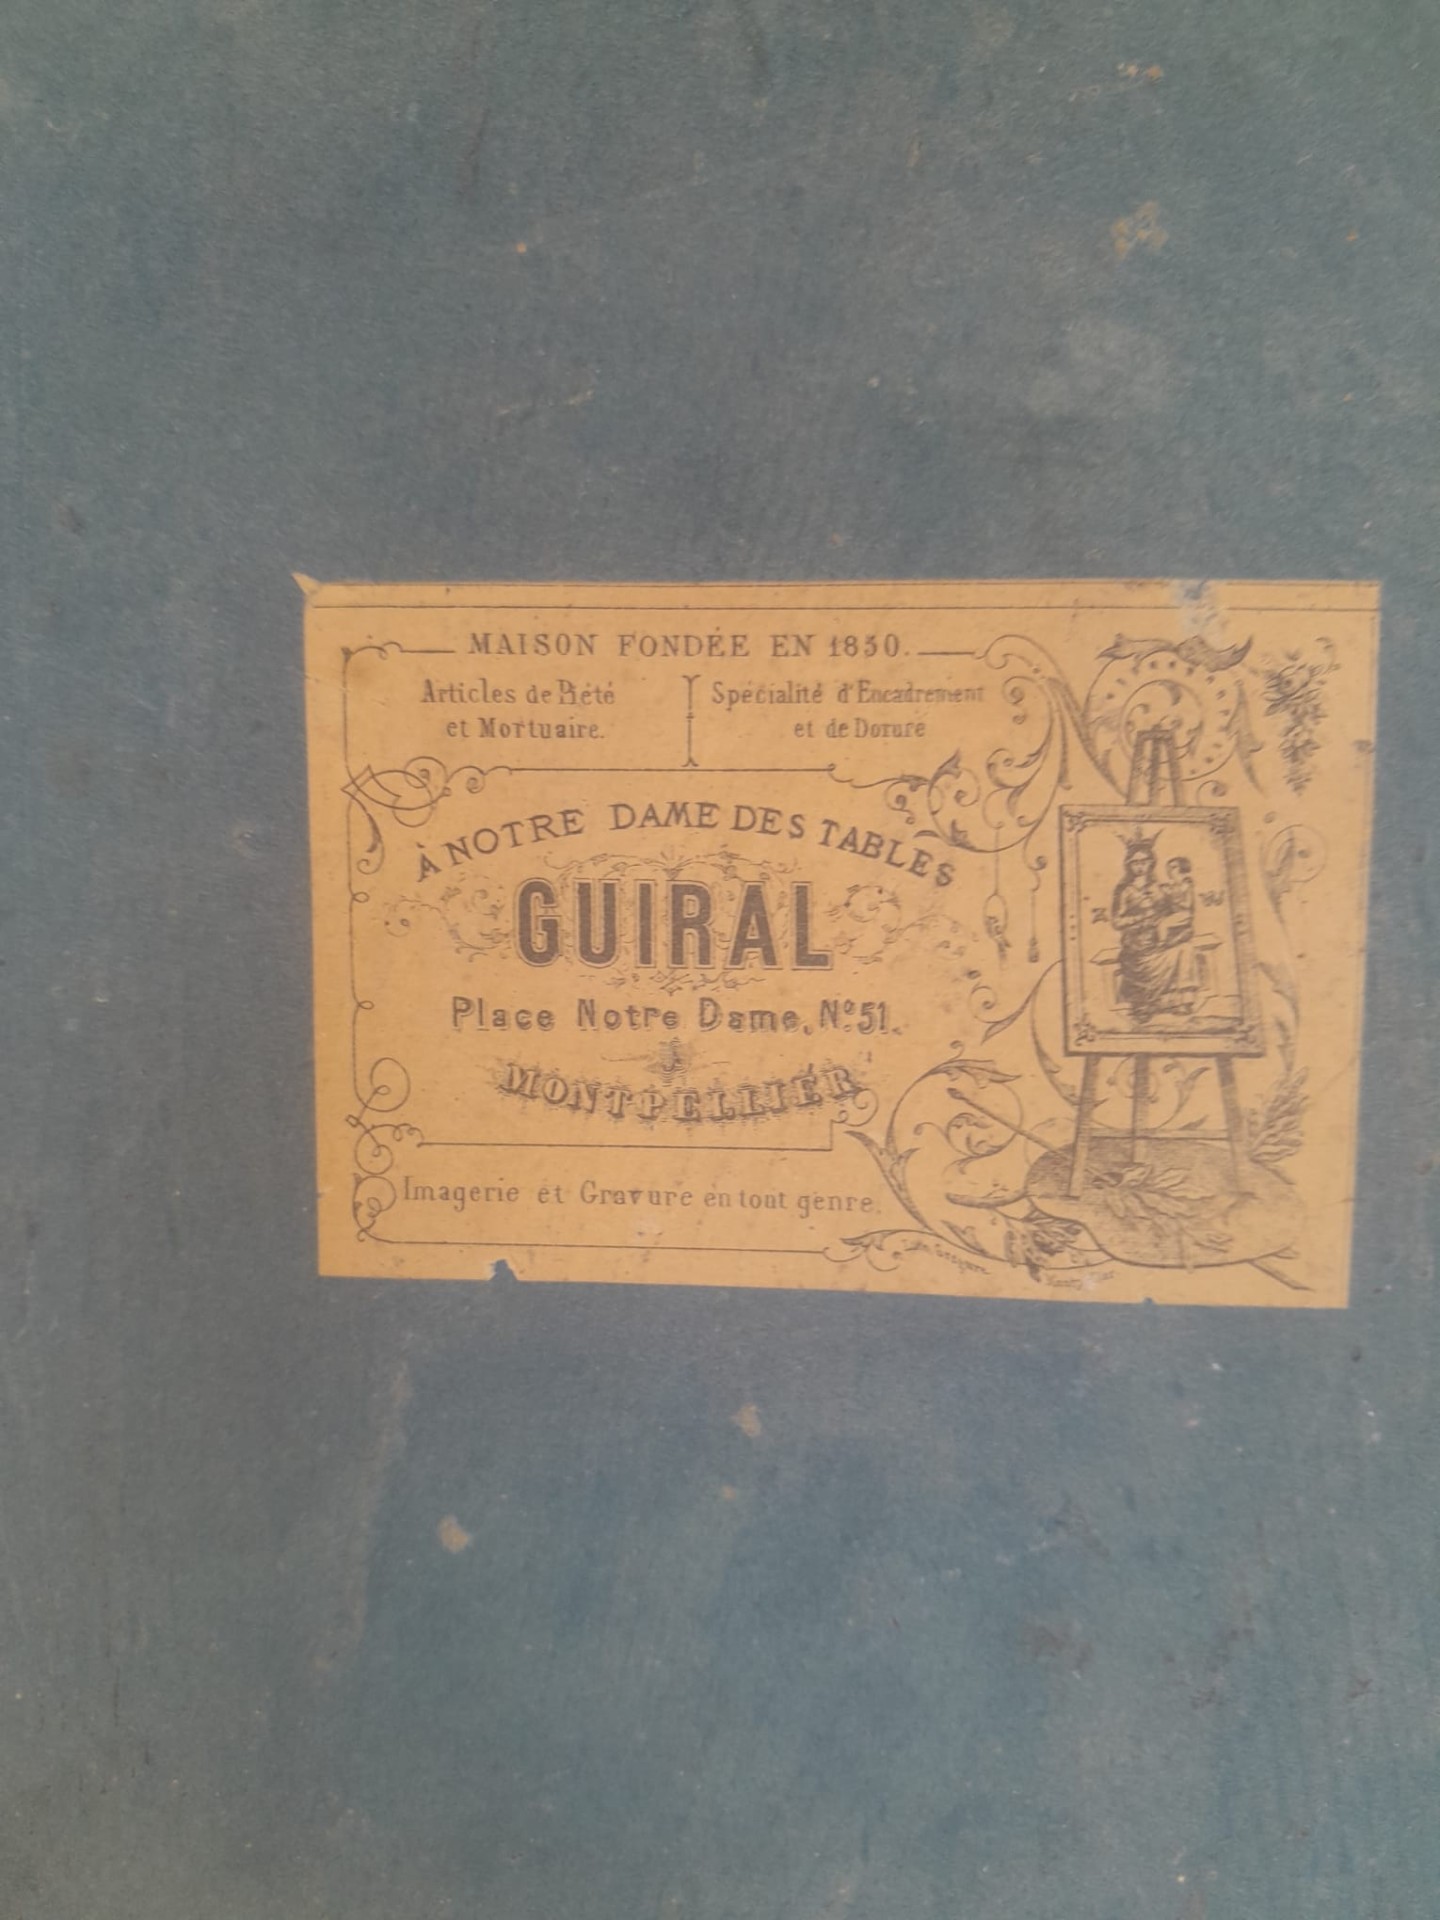 MAISON FONDÉE EN 1850.
Articles de Piété
et Mortuaire.
Spécialité d'Encadrement
et de Dorure
À NOTRE DAME DES TABLES
GUIRAL
Place Notre Dame, Nº 51.
À
MONTPELLIER
Imagerie et Gravure en tout genre.